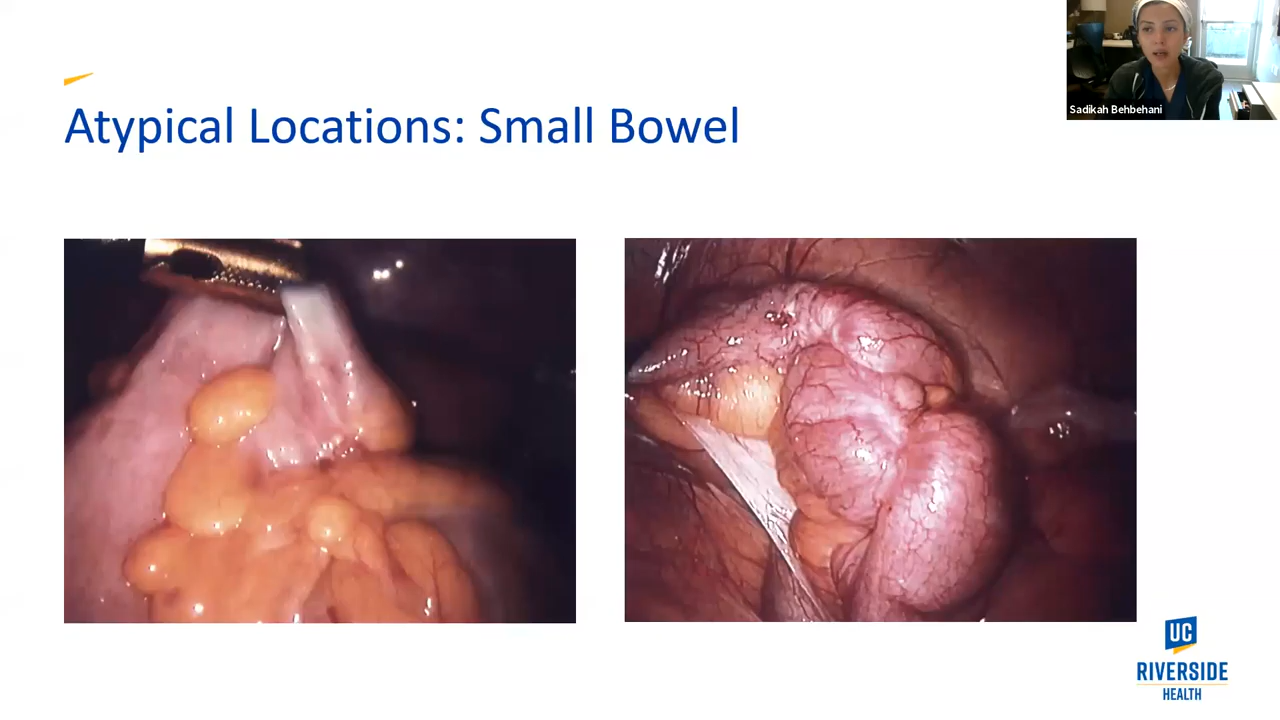 Sadikah Behbehani
Atypical Locations: Small Bowel
UC
RIVERSIDE
HEALTH